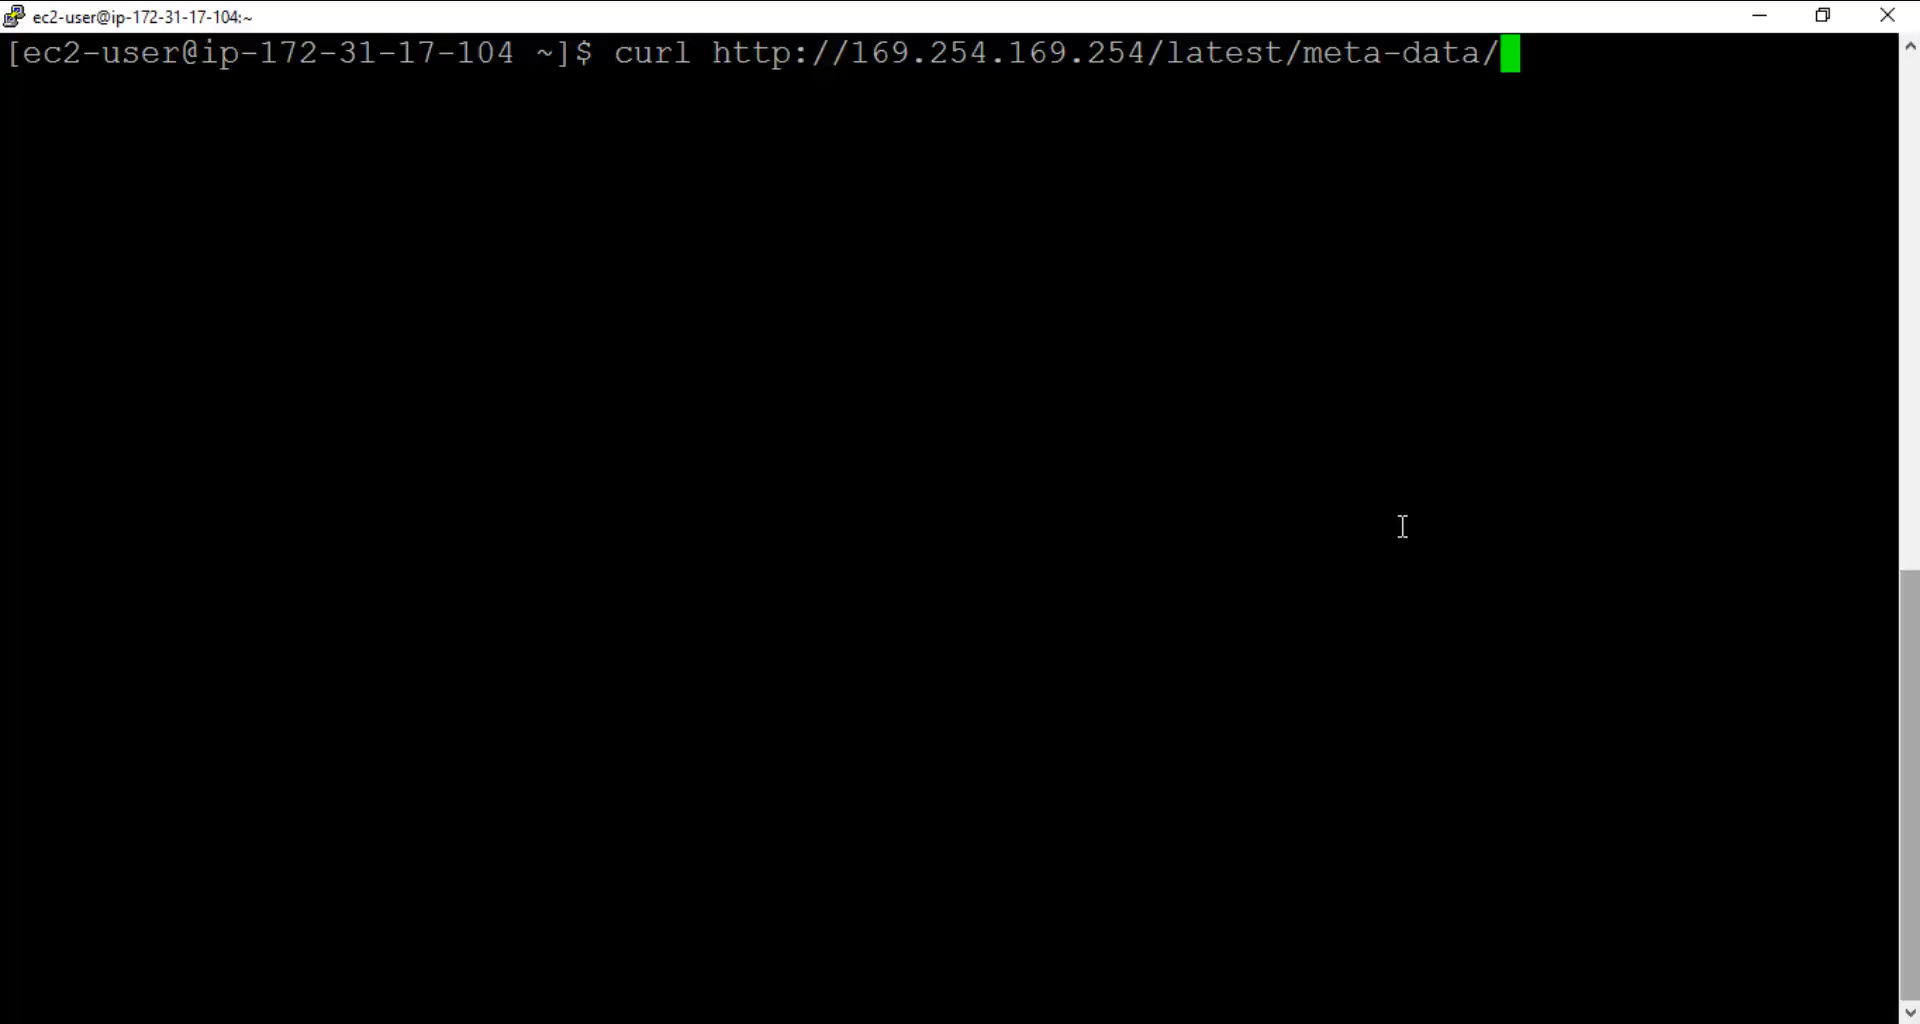 ec2-user@ip-172-31-17-104:~
[ec2-user@ip-172-31-17-104 ~]$ curl http://169.254.169.254/latest/meta-data/